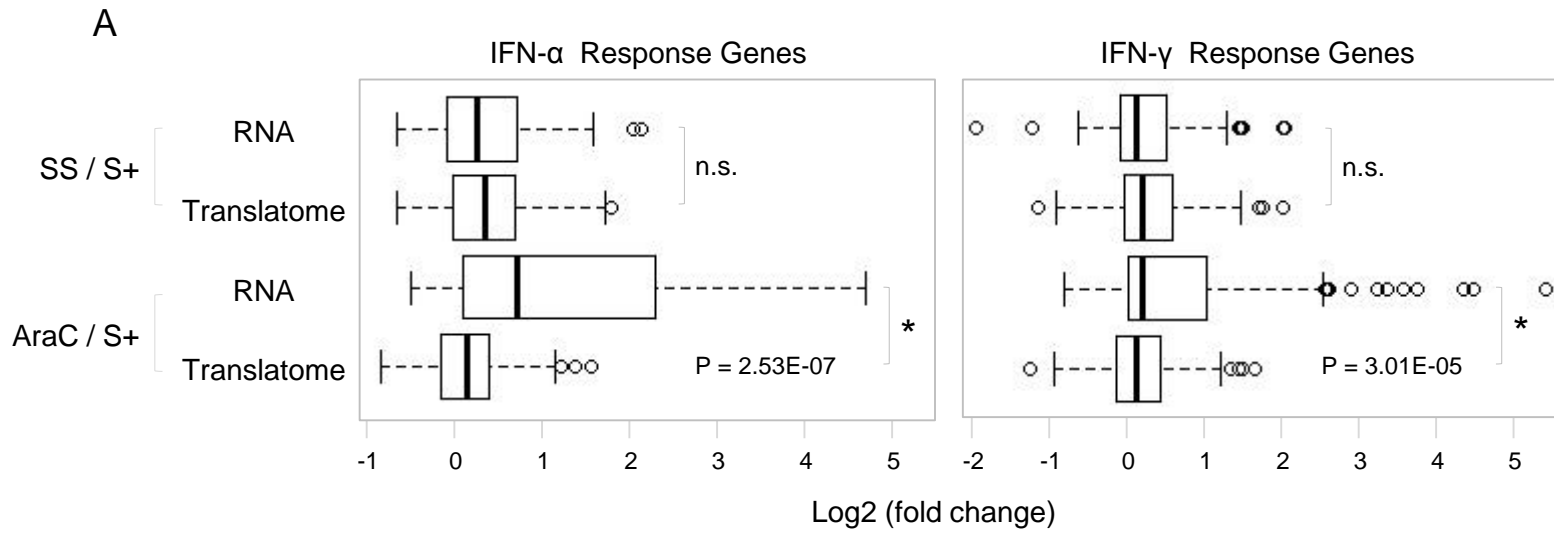 A
IFN-α Response Genes
IFN-γ Response Genes
RNA
SS / S+
n.s.
n.s.
Translatome
RNA
AraC / S+
*
*
Translatome
P = 2.53E-07
P = 3.01E-05
-1 0 1 2 3 4 5
-2 -1 0 1 2 3 4 5
Log2 (fold change)